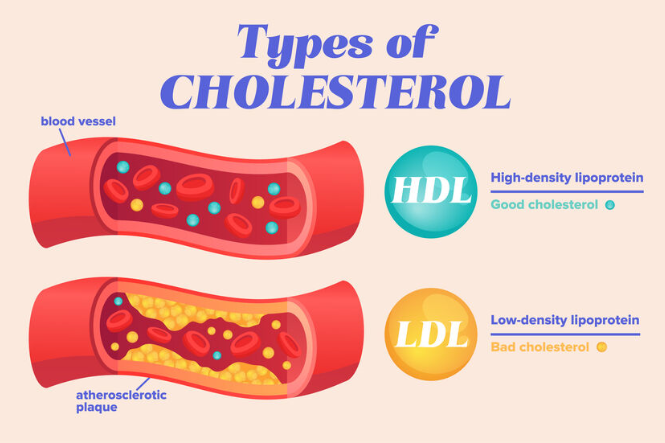 Types of
CHOLESTEROL
blood vessel
HDL
High-density lipoprotein
Good cholesterol
LDL
Low-density lipoprotein
Bad cholesterol
atherosclerotic
plaque